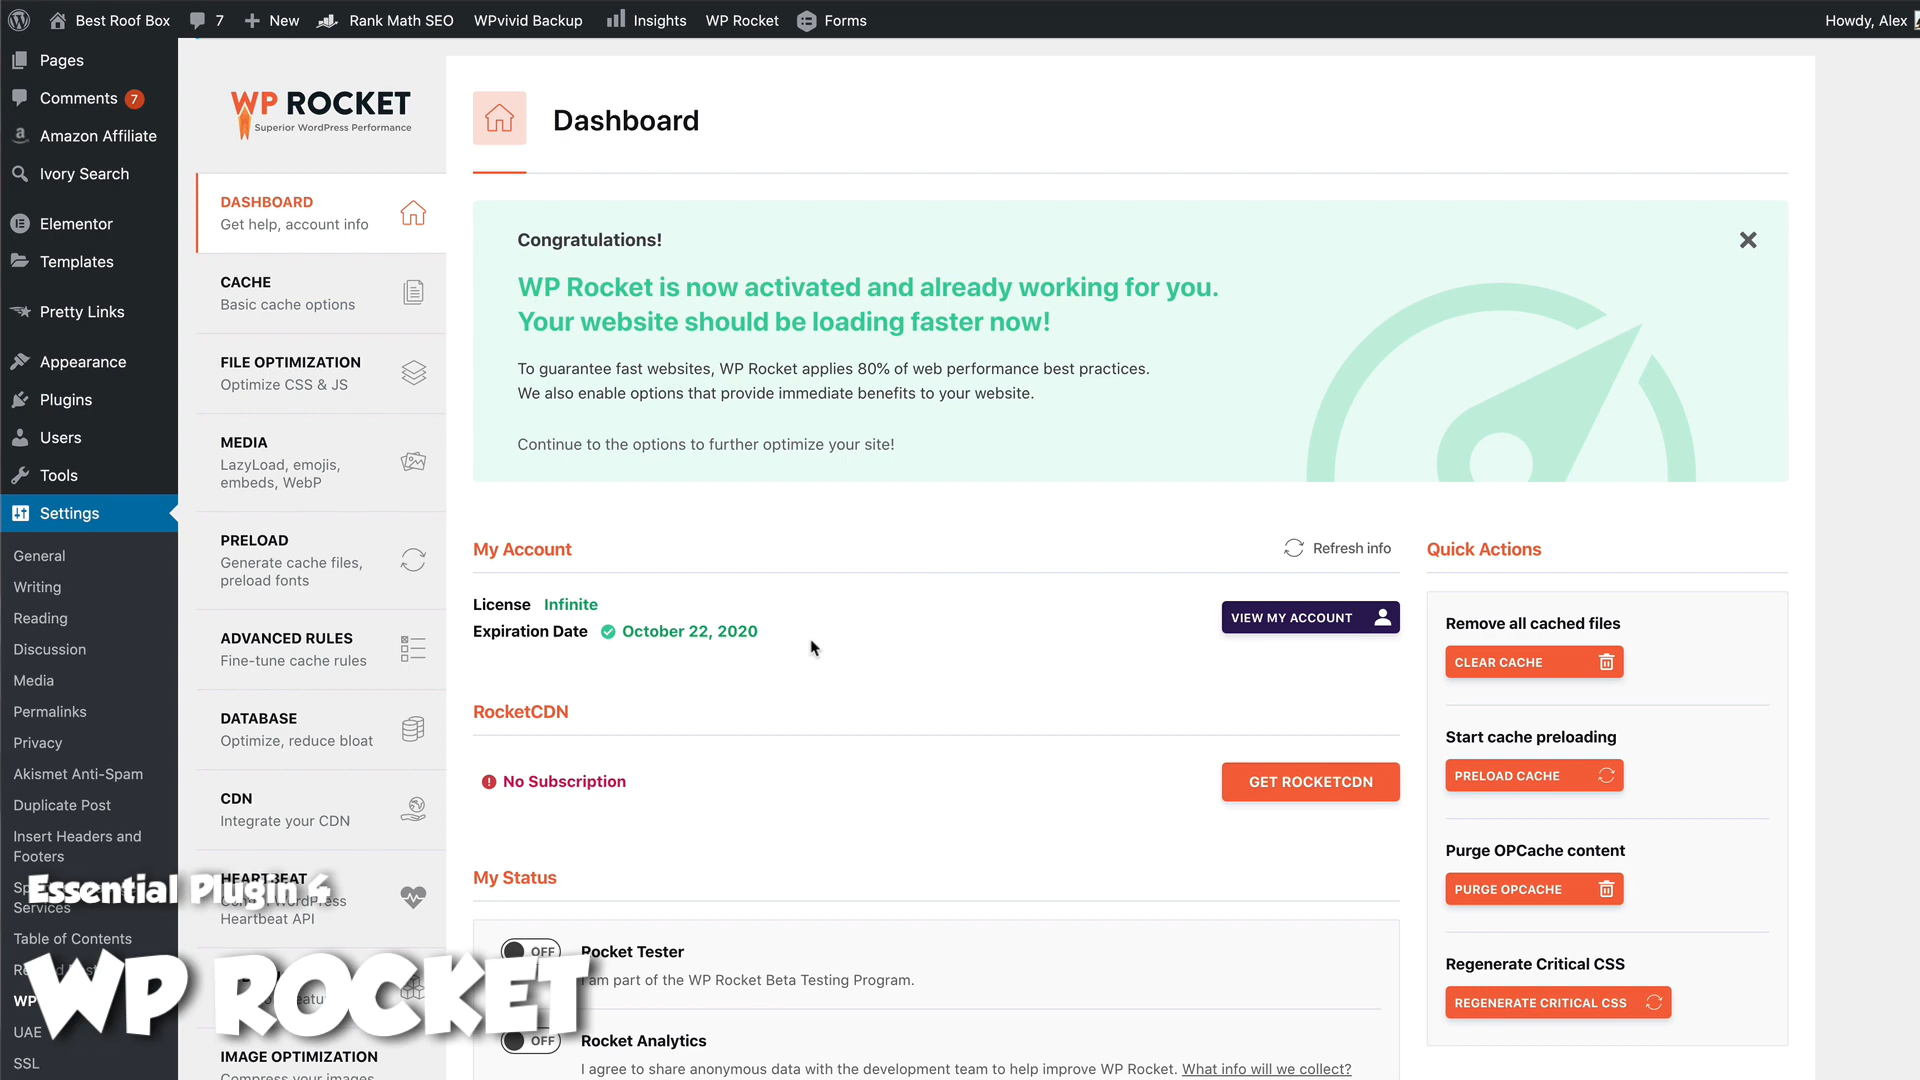 Best Roof Box
7
New
Rank Math SEO
WPvivid Backup
Insights
WP Rocket
Forms
Howdy, Alex
Pages
Comments 7
Amazon Affiliate
Ivory Search
Elementor
Templates
Pretty Links
Appearance
Plugins
Users
Tools
Settings
General
Writing
Reading
Discussion
Media
Permalinks
Privacy
Akismet Anti-Spam
Duplicate Post
Insert Headers and
Footers
Services
Table of Contents
WP
UAE
SSL
WP ROCKET
Superior WordPress Performance
DASHBOARD
Get help, account info
CACHE
Basic cache options
FILE OPTIMIZATION
Optimize CSS & JS
MEDIA
LazyLoad, emojis,
embeds, WebP
PRELOAD
Generate cache files,
preload fonts
ADVANCED RULES
Fine-tune cache rules
DATABASE
Optimize, reduce bloat
CDN
Integrate your CDN
HEARTBEAT
Control WordPress
Heartbeat API
IMAGE OPTIMIZATION
Compress your images
Essential Plugin 4
WP ROCKET
Dashboard
Congratulations!
WP Rocket is now activated and already working for you.
Your website should be loading faster now!
To guarantee fast websites, WP Rocket applies 80% of web performance best practices.
We also enable options that provide immediate benefits to your website.
Continue to the options to further optimize your site!
My Account
Refresh info
License Infinite
Expiration Date October 22, 2020
VIEW MY ACCOUNT
RocketCDN
No Subscription
GET ROCKETCDN
My Status
OFF
Rocket Tester
I am part of the WP Rocket Beta Testing Program.
OFF
Rocket Analytics
I agree to share anonymous data with the development team to help improve WP Rocket. What info will we collect?
Quick Actions
Remove all cached files
CLEAR CACHE
Start cache preloading
PRELOAD CACHE
Purge OPCache content
PURGE OPCACHE
Regenerate Critical CSS
REGENERATE CRITICAL CSS